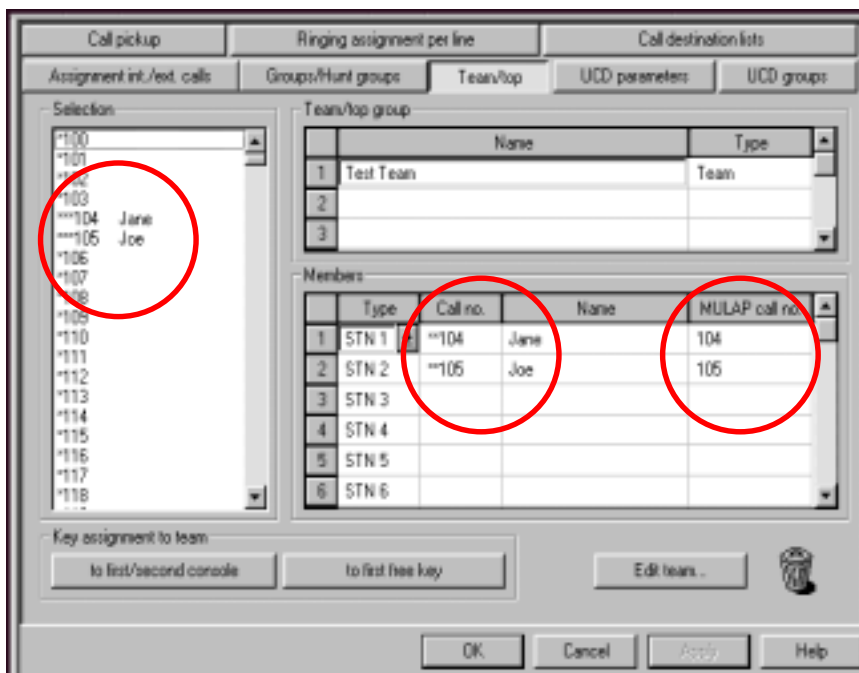 Call pickup Ringing assignment per line Call destination lists
Assignment int./ext. calls Groups/Hunt groups Team/top UCD parameters UCD groups
Selection
*100
*101
*102
*103
***104 Jane
***105 Joe
*106
*107
*108
*109
*110
*111
*112
*113
*114
*115
*116
*117
*118
Team/top group
Name Type
1 Test Team Team
2
3
Members
Type Call no. Name MULAP call no.
1 STN 1 **104 Jane 104
2 STN 2 **105 Joe 105
3 STN 3
4 STN 4
5 STN 5
6 STN 6
Key assignment to team
to first/second console to first free key Edit team...
OK Cancel Apply Help